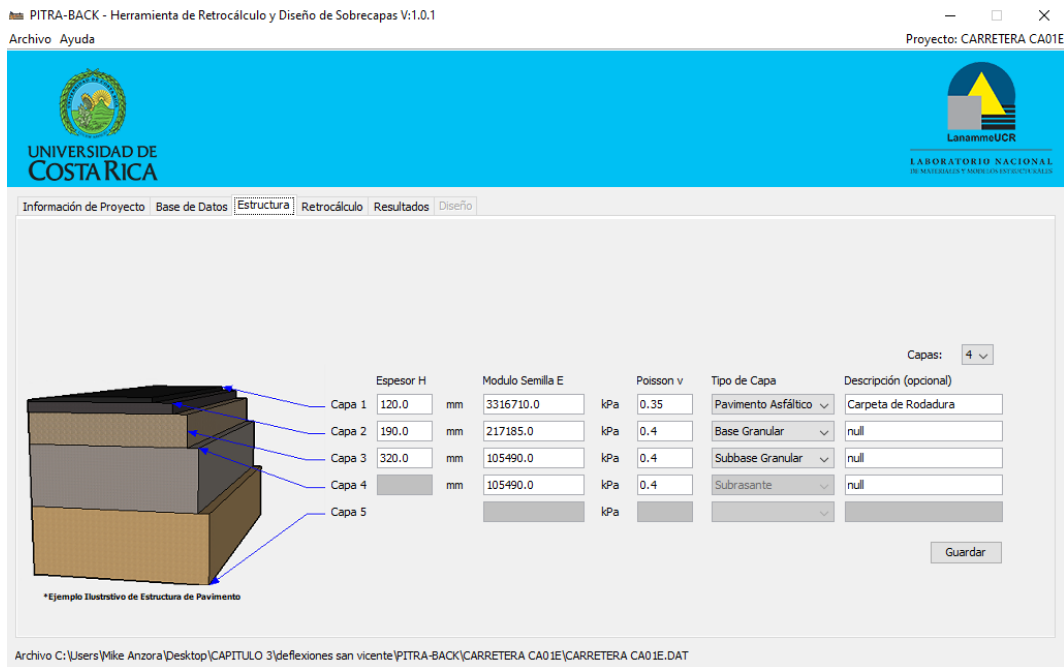 PITRA-BACK - Herramienta de Retrocálculo y Diseño de Sobrecapas V:1.0.1
Archivo Ayuda Proyecto: CARRETERA CA01E
UNIVERSIDAD DE
COSTA RICA
LanammeUCR
LABORATORIO NACIONAL
DE MATERIALES Y MODELOS ESTRUCTURALES
Información de Proyecto Base de Datos Estructura Retrocálculo Resultados Diseño
Capas: 4
Espesor H Modulo Semilla E Poisson v Tipo de Capa Descripción (opcional)
Capa 1 120.0 mm 3316710.0 kPa 0.35 Pavimento Asfáltico Carpeta de Rodadura
Capa 2 190.0 mm 217185.0 kPa 0.4 Base Granular null
Capa 3 320.0 mm 105490.0 kPa 0.4 Subbase Granular null
Capa 4 mm 105490.0 kPa 0.4 Subrasante null
Capa 5 kPa
Guardar
*Ejemplo Ilustrstivo de Estructura de Pavimento
Archivo C:\Users\Mike Anzora\Desktop\CAPITULO 3\deflexiones san vicente\PITRA-BACK\CARRETERA CA01E\CARRETERA CA01E.DAT